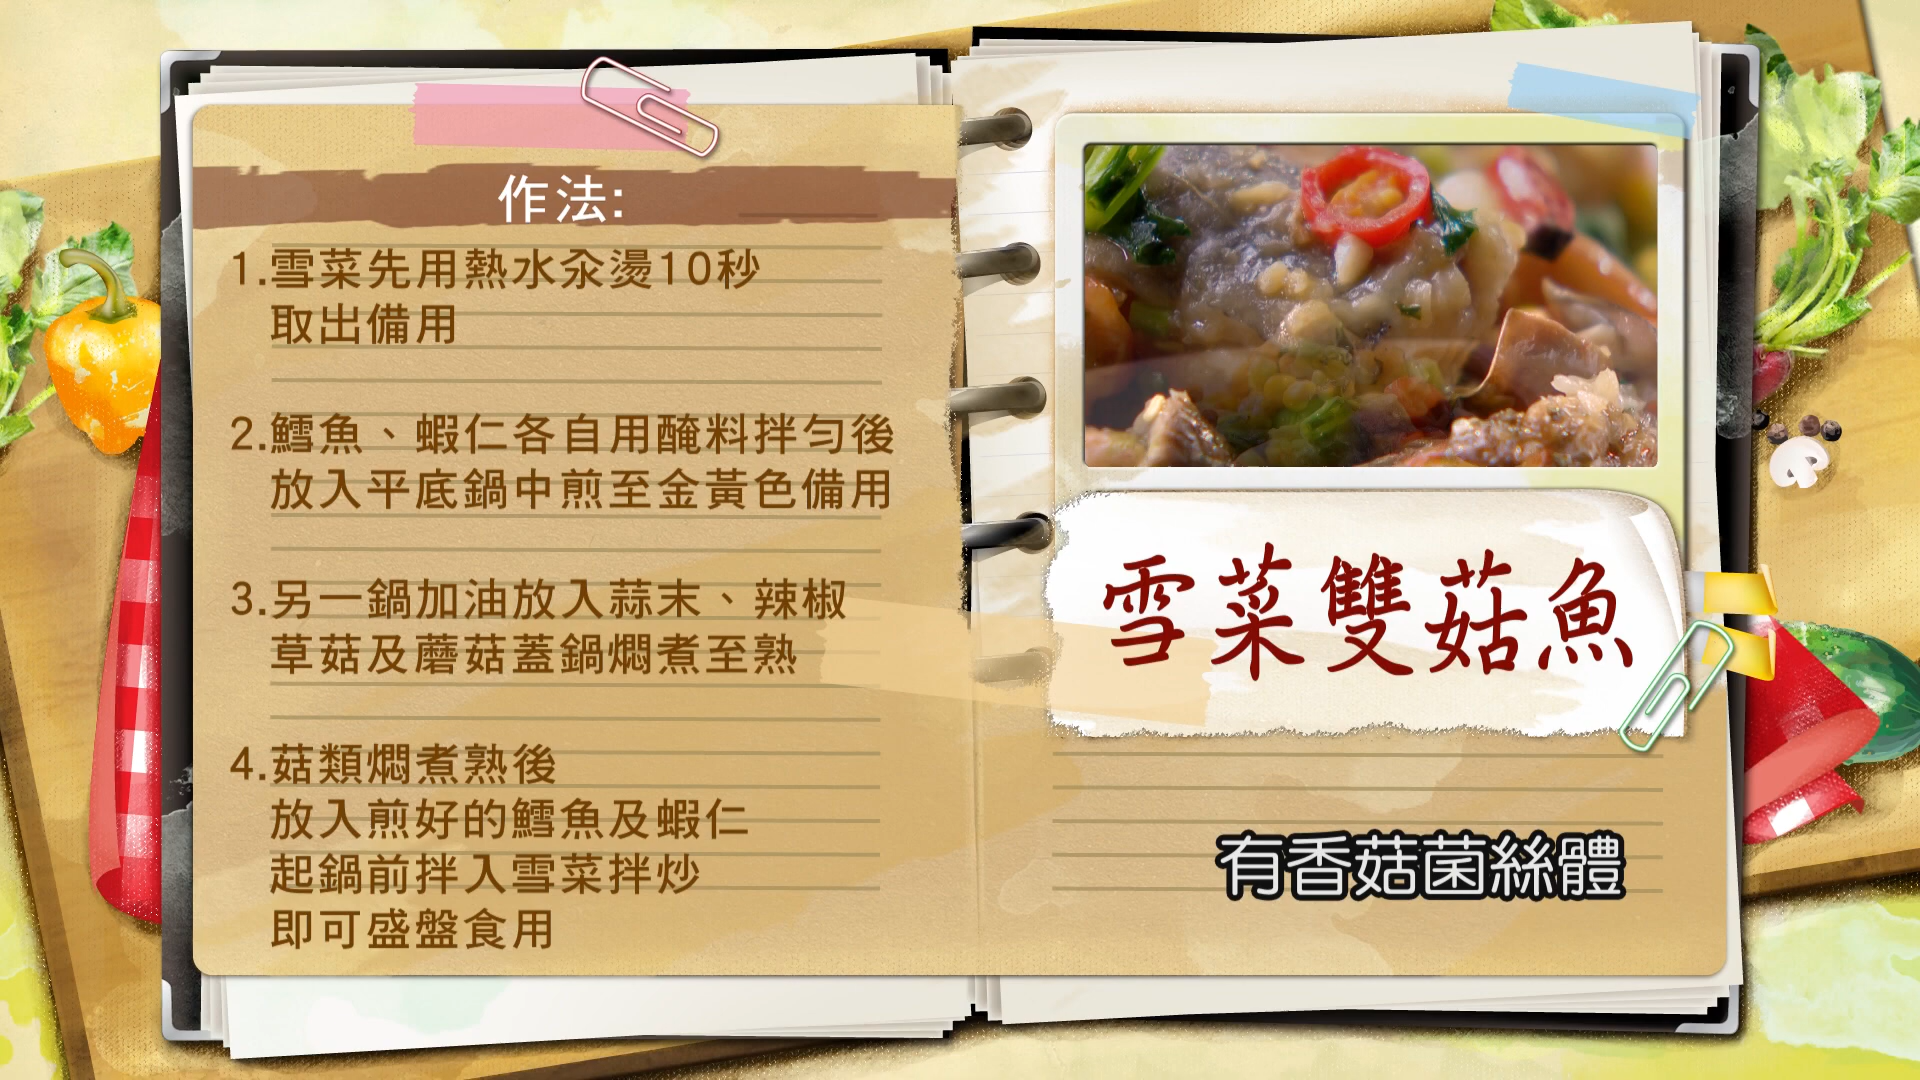 作法:
1.雪菜先用熱水汆燙10秒
取出備用
2.鱈魚、蝦仁各自用醃料拌勻後
放入平底鍋中煎至金黃色備用
3.另一鍋加油放入蒜末、辣椒
草菇及蘑菇蓋鍋燜煮至熟
4.菇類燜煮熟後
放入煎好的鱈魚及蝦仁
起鍋前拌入雪菜拌炒
即可盛盤食用
雪菜雙菇魚
有香菇菌絲體